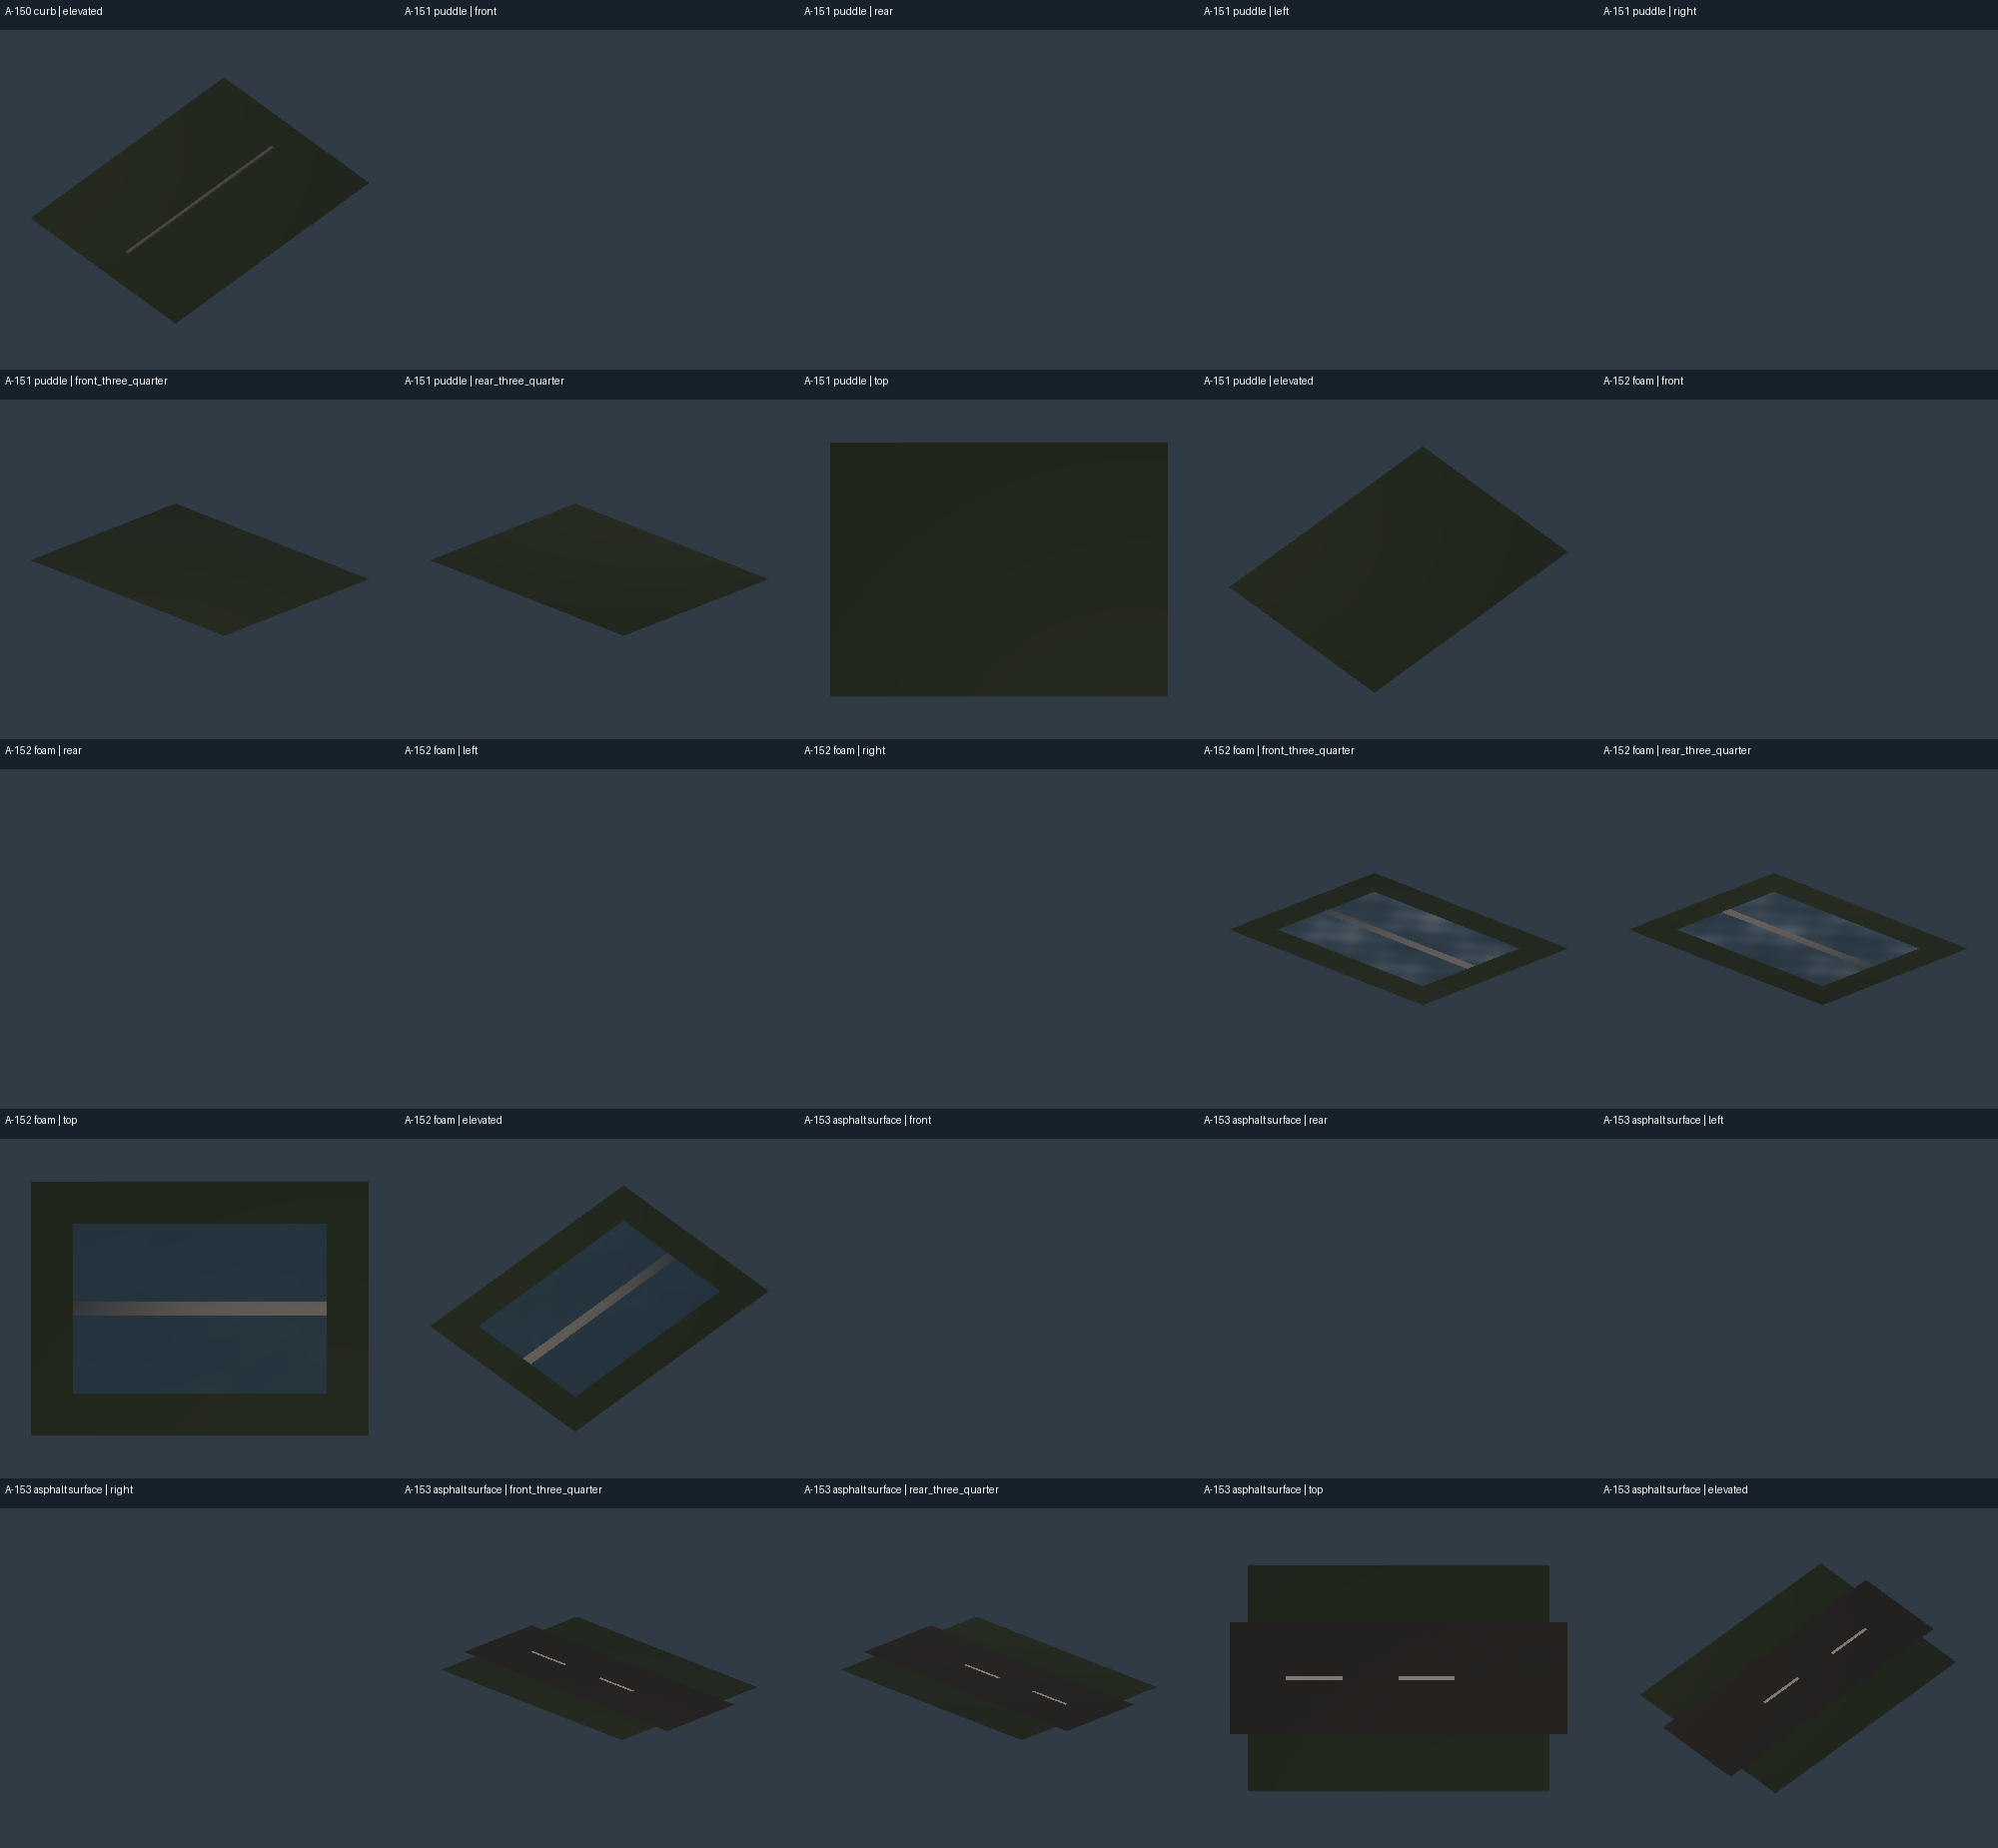 A-150 curb | elevated
A-151 puddle | front
A-151 puddle | rear
A-151 puddle | left
A-151 puddle | right
A-151 puddle | front_three_quarter
A-151 puddle | rear_three_quarter
A-151 puddle | top
A-151 puddle | elevated
A-152 foam | front
A-152 foam | rear
A-152 foam | left
A-152 foam | right
A-152 foam | front_three_quarter
A-152 foam | rear_three_quarter
A-152 foam | top
A-152 foam | elevated
A-153 asphalt surface | front
A-153 asphalt surface | rear
A-153 asphalt surface | left
A-153 asphalt surface | right
A-153 asphalt surface | front_three_quarter
A-153 asphalt surface | rear_three_quarter
A-153 asphalt surface | top
A-153 asphalt surface | elevated